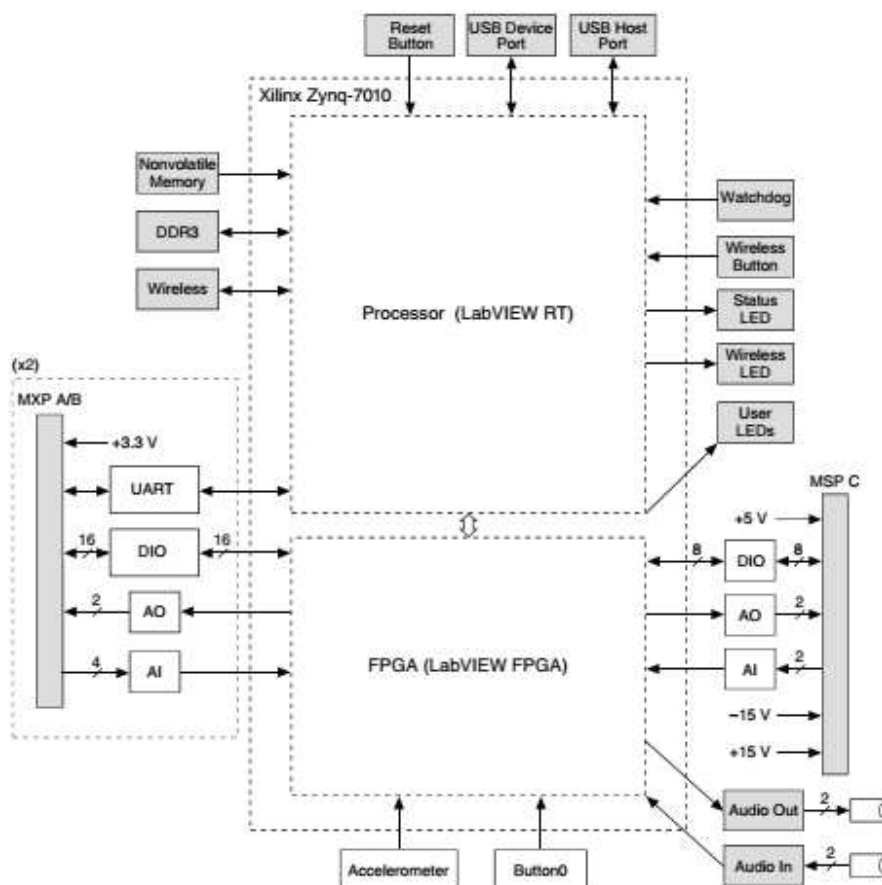 Reset
Button
USB Device
Port
USB Host
Port
Xilinx Zynq-7010
Nonvolatile
Memory
DDR3
Wireless
Processor (LabVIEW RT)
Watchdog
Wireless
Button
Status
LED
Wireless
LED
User
LEDs
(x2)
MXP A/B
+3.3 V
UART
16
DIO
16
2
AO
4
AI
FPGA (LabVIEW FPGA)
MSP C
+5 V
8
DIO
8
AO
2
AI
2
–15 V
+15 V
Audio Out
2
Audio In
2
Accelerometer
Button0